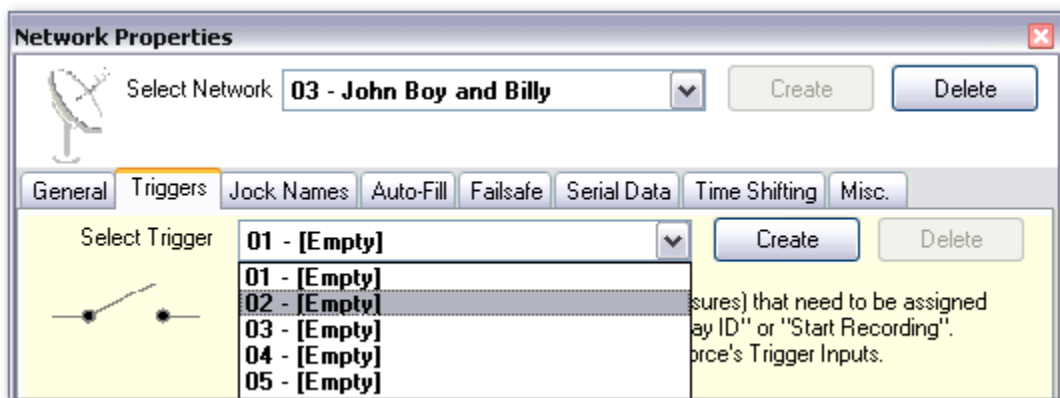 Network Properties
Select Network 03 - John Boy and Billy Create Delete
General Triggers Jock Names Auto-Fill Failsafe Serial Data Time Shifting Misc.
Select Trigger 01 - [Empty] Create Delete
01 - [Empty]
02 - [Empty] sures) that need to be assigned
03 - [Empty] ay ID" or "Start Recording".
04 - [Empty] orce's Trigger Inputs.
05 - [Empty]